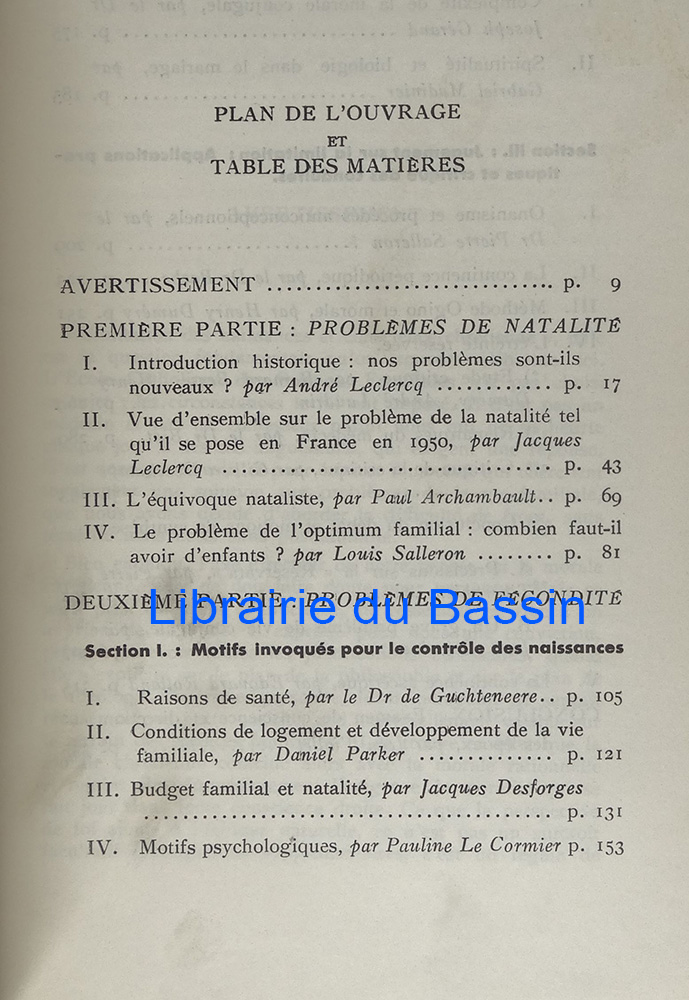 PLAN DE L'OUVRAGE
ET
TABLE DES MATIÈRES
AVERTISSEMENT ............................... p. 9
PREMIÈRE PARTIE : PROBLÈMES DE NATALITÉ
I. Introduction historique : nos problèmes sont-ils
nouveaux ? par André Leclercq ............ p. 17
II. Vue d'ensemble sur le problème de la natalité tel
qu'il se pose en France en 1950, par Jacques
Leclercq .................................. p. 43
III. L'équivoque nataliste, par Paul Archambault.. p. 69
IV. Le problème de l'optimum familial : combien faut-il
avoir d'enfants ? par Louis Salleron ........ p. 81
DEUXIÈME PARTIE : PROBLÈMES DE FÉCONDITÉ
Librairie du Bassin
Section I. : Motifs invoqués pour le contrôle des naissances
I. Raisons de santé, par le Dr de Guchteneere.. p. 105
II. Conditions de logement et développement de la vie
familiale, par Daniel Parker .............. p. 121
III. Budget familial et natalité, par Jacques Desforges
.......................................... p. 131
IV. Motifs psychologiques, par Pauline Le Cormier p. 153